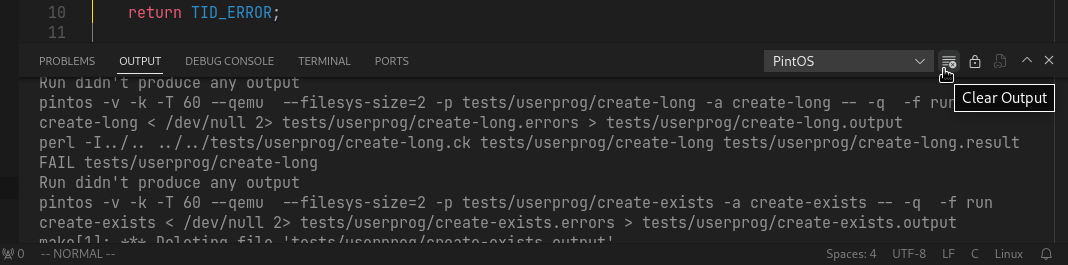 10 return TID_ERROR;
11
PROBLEMS OUTPUT DEBUG CONSOLE TERMINAL PORTS PintOS
Run didn't produce any output
pintos -v -k -T 60 --qemu  --filesys-size=2 -p tests/userprog/create-long -a create-long -- -q  -f run
Clear Output
create-long < /dev/null 2> tests/userprog/create-long.errors > tests/userprog/create-long.output
perl -I../.. ../../tests/userprog/create-long.ck tests/userprog/create-long tests/userprog/create-long.result
FAIL tests/userprog/create-long
Run didn't produce any output
pintos -v -k -T 60 --qemu  --filesys-size=2 -p tests/userprog/create-exists -a create-exists -- -q  -f run
create-exists < /dev/null 2> tests/userprog/create-exists.errors > tests/userprog/create-exists.output
make[1]: *** Deleting file 'tests/userprog/create-exists.output'
0 -- NORMAL -- Spaces: 4 UTF-8 LF C Linux